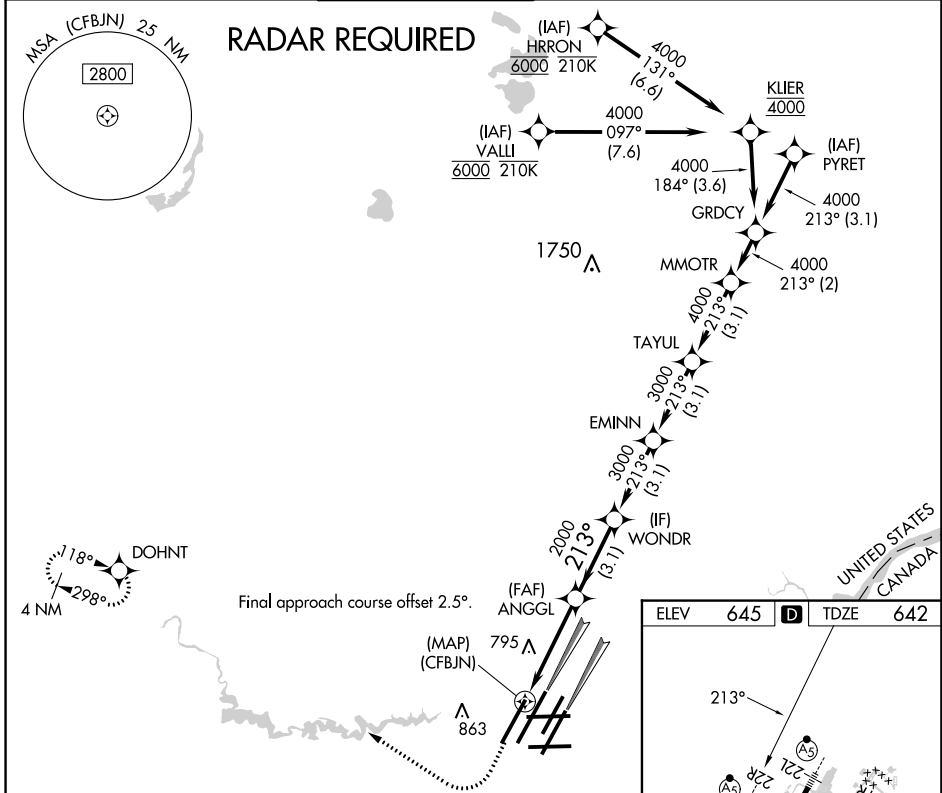 MSA (CFBJN) 25 NM
2800
RADAR REQUIRED
(IAF)
HRRON
6000 210K
4000
131°
(6.6)
KLIER
4000
(IAF)
VALLI
6000 210K
4000
097°
(7.6)
(IAF)
PYRET
4000
184° (3.6)
4000
213° (3.1)
GRDCY
1750
MMOTR
4000
213° (2)
4000
213°
(3.1)
TAYUL
3000
213°
(3.1)
EMINN
3000
213°
(3.1)
(IF)
WONDR
2000
213°
(3.1)
118°
DOHNT
298°
4 NM
UNITED STATES
CANADA
Final approach course offset 2.5°.
(FAF)
ANGGL
(MAP)
(CFBJN)
795
863
ELEV 645 D TDZE 642
213°
A5
22R
22L
A5